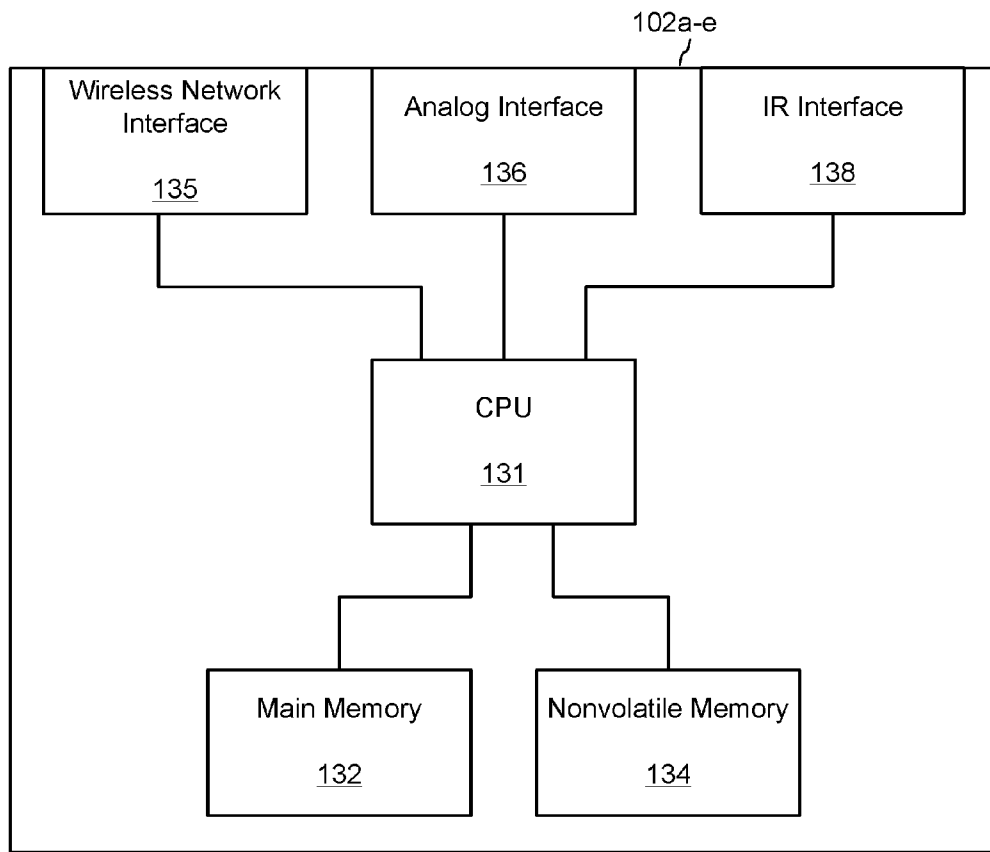 102a-e
Wireless Network
Interface
135
Analog Interface
136
IR Interface
138
CPU
131
Main Memory
132
Nonvolatile Memory
134